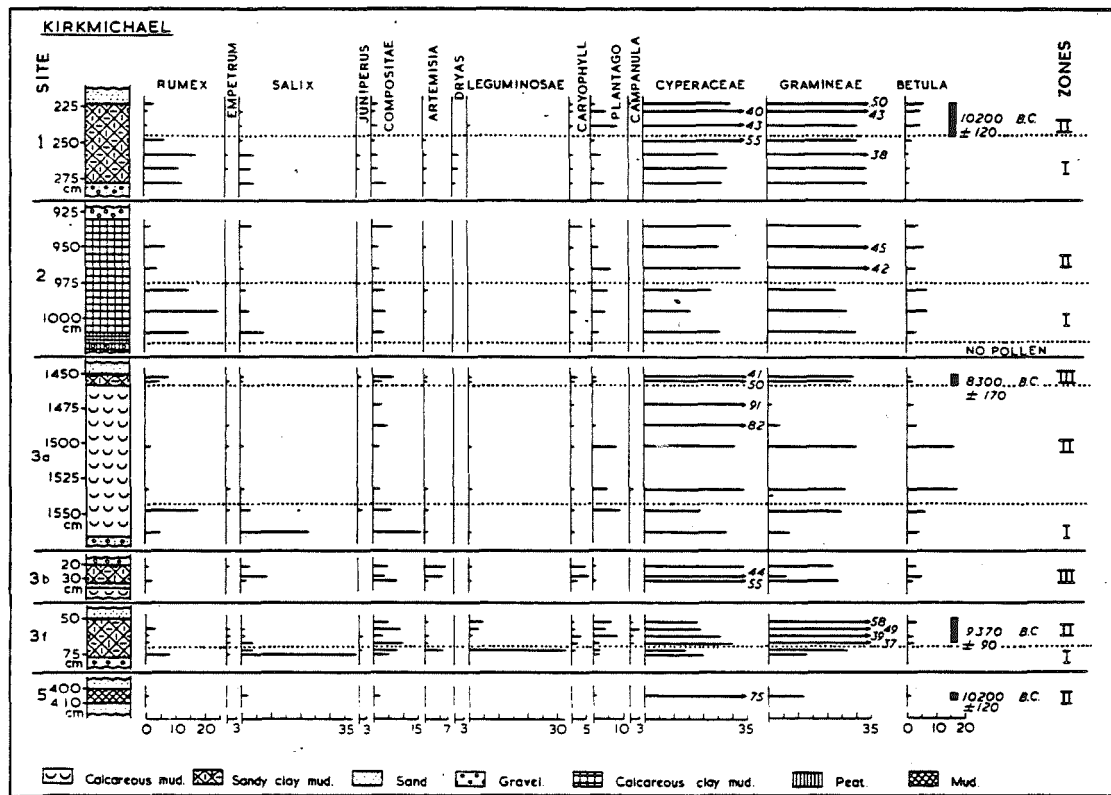 KIRKMICHAEL
SITE RUMEX EMPETRUM SALIX JUNIPERUS COMPOSITAE ARTEMISIA DRYAS LEGUMINOSAE CARYOPHYLL PLANTAGO CAMPANULA CYPERACEAE GRAMINEAE BETULA ZONES
225 50
40 43 10200 B.C. II
43 ± 120
1 250 55
38 I
275
cm
925
950 45 II
2 42
975
1000 I
cm
NO POLLEN
1450 41 III
50 8300 B.C.
± 170
1475 91
82
1500 II
3a
1525
1550
cm I
20
3b 30 44 III
cm 55
50 58
3f 49 9370 B.C. II
39 ± 90
37
75 I
cm
5 400 75 10200 B.C. II
410 ± 120
cm
0 10 20 3 35 3 15 7 3 30 5 10 3 35 35 0 10 20
Calcareous mud. Sandy clay mud. Sand Gravel. Calcareous clay mud. Peat. Mud.